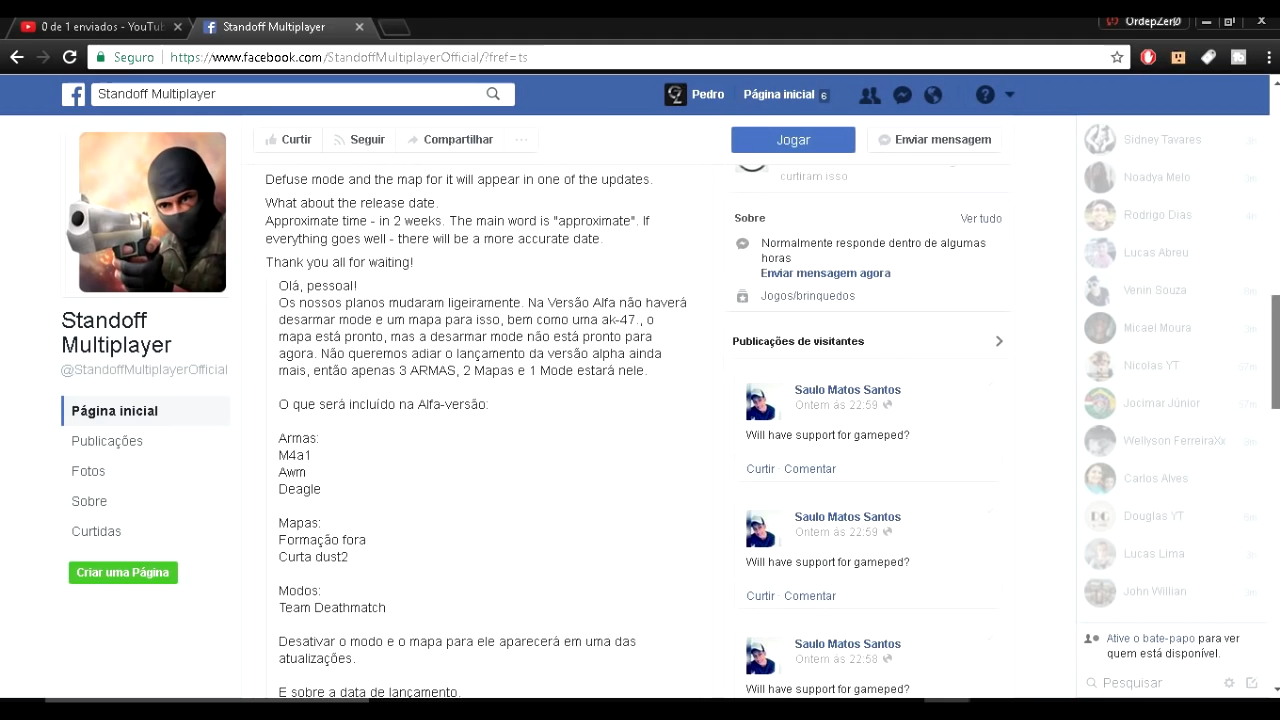 0 de 1 enviados - YouTu
Standoff Multiplayer
OrdepZerØ
Seguro
https://www.facebook.com/StandoffMultiplayerOfficial/?fref=ts
Standoff Multiplayer
Pedro
Página inicial 6
Curtir
Seguir
Compartilhar
Jogar
Enviar mensagem
Standoff
Multiplayer
@StandoffMultiplayerOfficial
Página inicial
Publicações
Fotos
Sobre
Curtidas
Criar uma Página
Defuse mode and the map for it will appear in one of the updates.
What about the release date.
Approximate time - in 2 weeks. The main word is "approximate". If
everything goes well - there will be a more accurate date.
Thank you all for waiting!
Olá, pessoal!
Os nossos planos mudaram ligeiramente. Na Versão Alfa não haverá
desarmar mode e um mapa para isso, bem como uma ak-47., o
mapa está pronto, mas a desarmar mode não está pronto para
agora. Não queremos adiar o lançamento da versão alpha ainda
mais, então apenas 3 ARMAS, 2 Mapas e 1 Mode estará nele.
O que será incluído na Alfa-versão:
Armas:
M4a1
Awm
Deagle
Mapas:
Formação fora
Curta dust2
Modos:
Team Deathmatch
Desativar o modo e o mapa para ele aparecerá em uma das
atualizações.
E sobre a data de lançamento.
curtiram isso
Sobre
Ver tudo
Normalmente responde dentro de algumas
horas
Enviar mensagem agora
Jogos/brinquedos
Publicações de visitantes
Saulo Matos Santos
Ontem às 22:59
Will have support for gameped?
Curtir · Comentar
Saulo Matos Santos
Ontem às 22:59
Will have support for gameped?
Curtir · Comentar
Saulo Matos Santos
Ontem às 22:58
Will have support for gameped?
Sidney Tavares
Noadya Melo
Rodrigo Dias
Lucas Abreu
Venin Souza
Micael Moura
Nicolas YT
Jocimar Júnior
Wellyson FerreiraXx
Carlos Alves
Douglas YT
Lucas Lima
John Willian
Ative o bate-papo para ver
quem está disponível.
Pesquisar